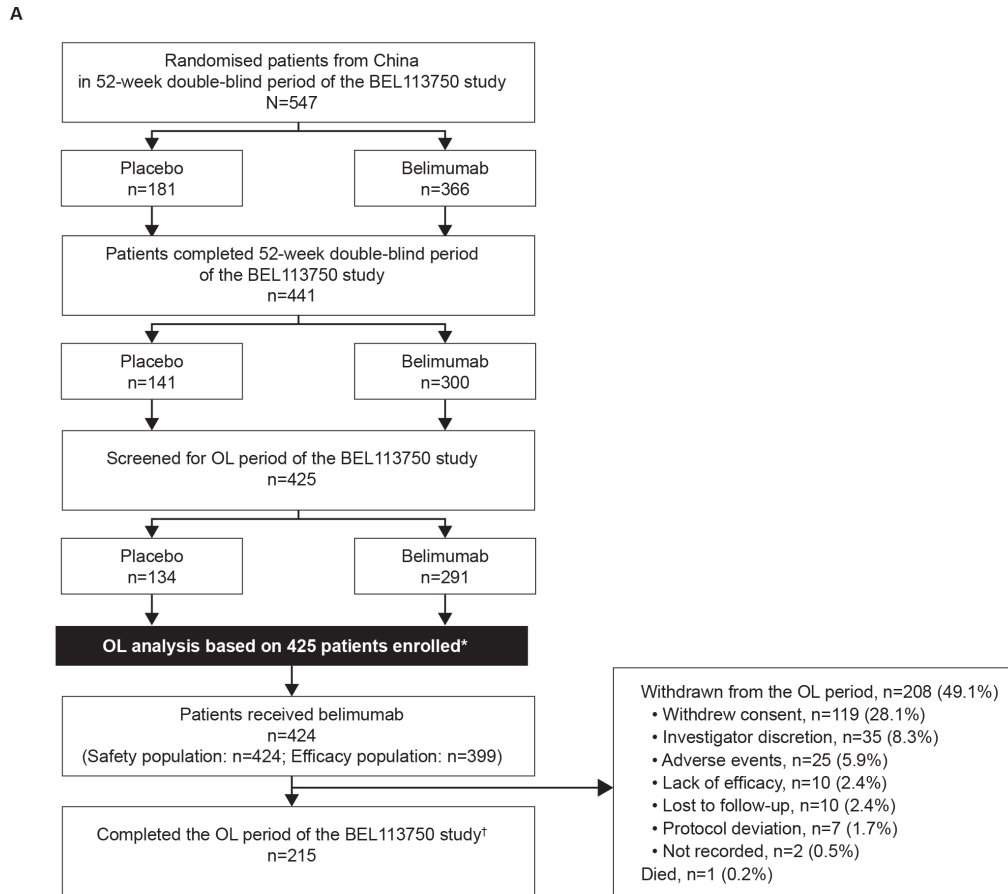 A
Randomised patients from China
in 52-week double-blind period of the BEL113750 study
N=547
Placebo
n=181
Belimumab
n=366
Patients completed 52-week double-blind period
of the BEL113750 study
n=441
Placebo
n=141
Belimumab
n=300
Screened for OL period of the BEL113750 study
n=425
Placebo
n=134
Belimumab
n=291
OL analysis based on 425 patients enrolled*
Patients received belimumab
n=424
(Safety population: n=424; Efficacy population: n=399)
Withdrawn from the OL period, n=208 (49.1%)
• Withdrew consent, n=119 (28.1%)
• Investigator discretion, n=35 (8.3%)
• Adverse events, n=25 (5.9%)
• Lack of efficacy, n=10 (2.4%)
• Lost to follow-up, n=10 (2.4%)
• Protocol deviation, n=7 (1.7%)
• Not recorded, n=2 (0.5%)
Died, n=1 (0.2%)
Completed the OL period of the BEL113750 study†
n=215